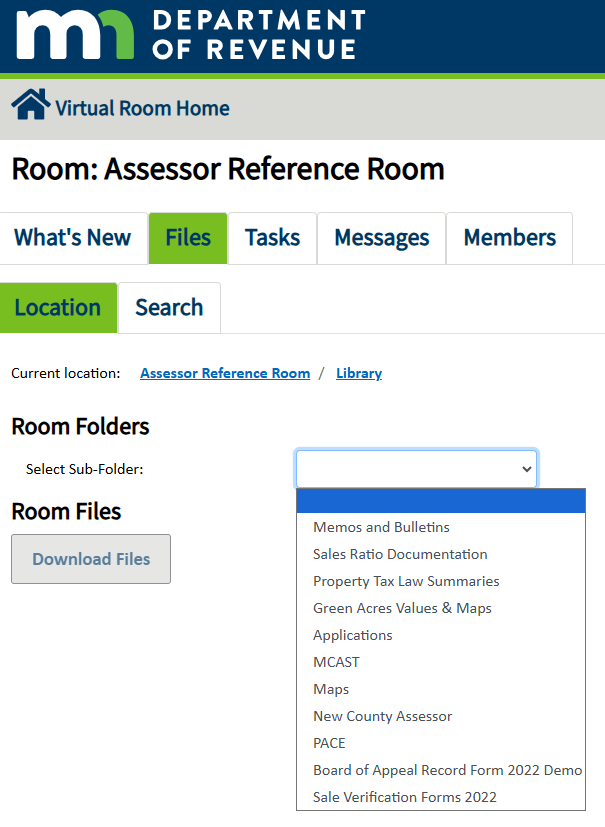 mn DEPARTMENT
OF REVENUE
Virtual Room Home
Room: Assessor Reference Room
What's New Files Tasks Messages Members
Location Search
Current location: Assessor Reference Room / Library
Room Folders
Select Sub-Folder:
Room Files
Download Files
Memos and Bulletins
Sales Ratio Documentation
Property Tax Law Summaries
Green Acres Values & Maps
Applications
MCAST
Maps
New County Assessor
PACE
Board of Appeal Record Form 2022 Demo
Sale Verification Forms 2022